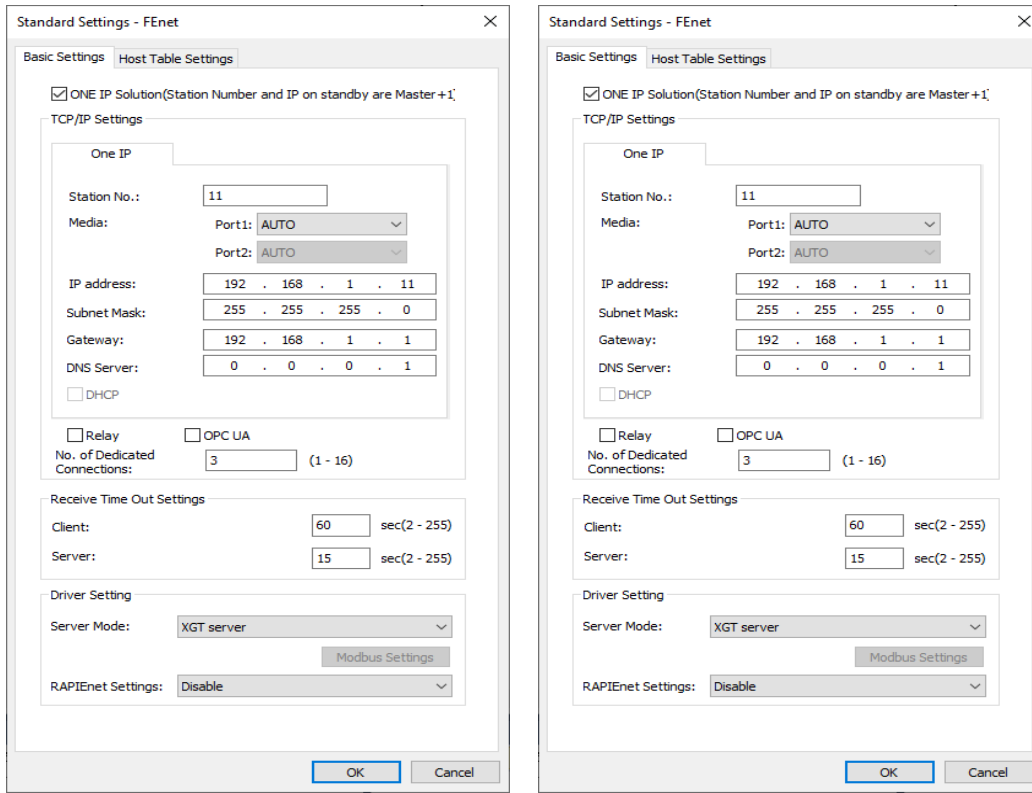 Standard Settings - FEnet
Basic Settings Host Table Settings
ONE IP Solution(Station Number and IP on standby are Master+1)
TCP/IP Settings
One IP
Station No.: 11
Media: Port1: AUTO
Port2: AUTO
IP address: 192 . 168 . 1 . 11
Subnet Mask: 255 . 255 . 255 . 0
Gateway: 192 . 168 . 1 . 1
DNS Server: 0 . 0 . 0 . 1
DHCP
Relay OPC UA
No. of Dedicated
Connections: 3 (1 - 16)
Receive Time Out Settings
Client: 60 sec(2 - 255)
Server: 15 sec(2 - 255)
Driver Setting
Server Mode: XGT server
Modbus Settings
RAPIEnet Settings: Disable
OK Cancel
Standard Settings - FEnet
Basic Settings Host Table Settings
ONE IP Solution(Station Number and IP on standby are Master+1)
TCP/IP Settings
One IP
Station No.: 11
Media: Port1: AUTO
Port2: AUTO
IP address: 192 . 168 . 1 . 11
Subnet Mask: 255 . 255 . 255 . 0
Gateway: 192 . 168 . 1 . 1
DNS Server: 0 . 0 . 0 . 1
DHCP
Relay OPC UA
No. of Dedicated
Connections: 3 (1 - 16)
Receive Time Out Settings
Client: 60 sec(2 - 255)
Server: 15 sec(2 - 255)
Driver Setting
Server Mode: XGT server
Modbus Settings
RAPIEnet Settings: Disable
OK Cancel